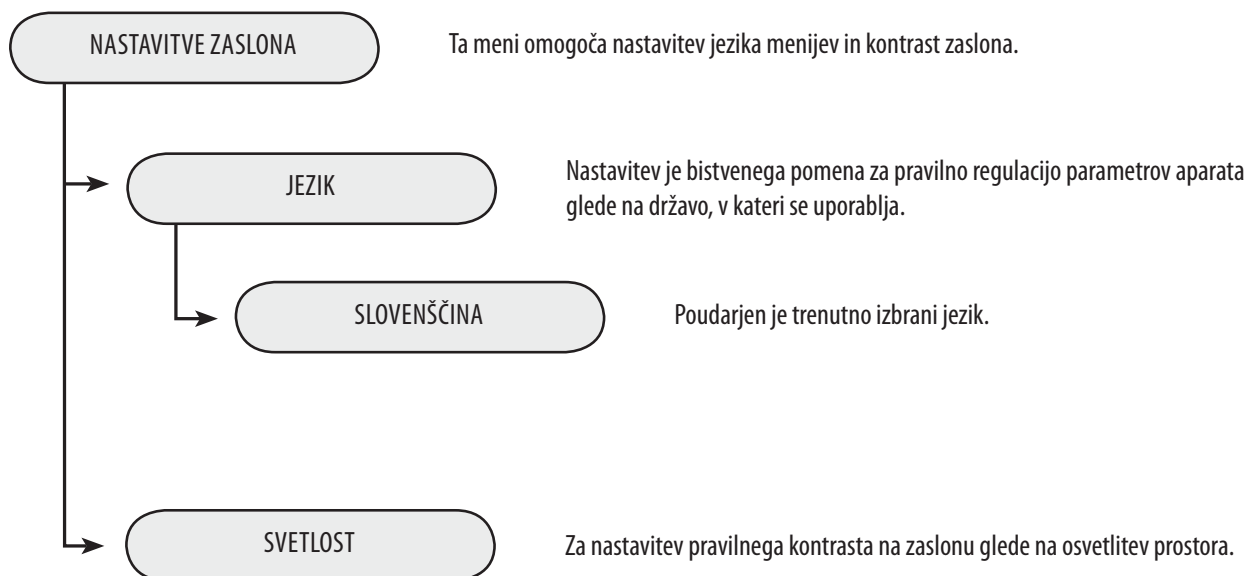 NASTAVITVE ZASLONA
Ta meni omogoča nastavitev jezika menijev in kontrast zaslona.
JEZIK
Nastavitev je bistvenega pomena za pravilno regulacijo parametrov aparata
glede na državo, v kateri se uporablja.
SLOVENŠČINA
Poudarjen je trenutno izbrani jezik.
SVETLOST
Za nastavitev pravilnega kontrasta na zaslonu glede na osvetlitev prostora.